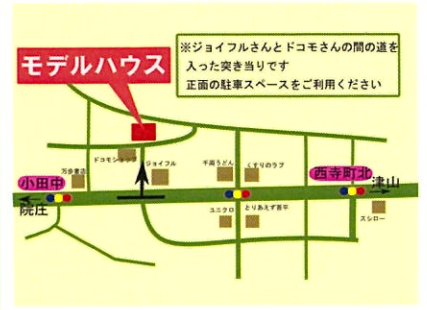 モデルハウス
※ジョイフルさんとドコモさんの間の道を
入った突き当りです
正面の駐車スペースをご利用ください
ドコモショップ
ジョイフル
千両うどん
くすりのラブ
西寺町北
津山
小田中
万歩書店
院庄
ユニクロ
とりあえず吾平
スシロー